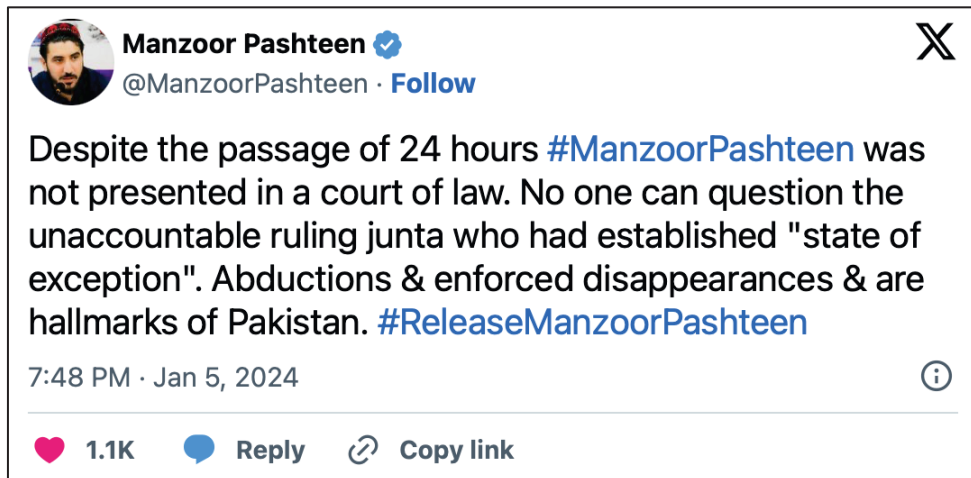 Manzoor Pashteen
X
@ManzoorPashteen · Follow
Despite the passage of 24 hours #ManzoorPashteen was
not presented in a court of law. No one can question the
unaccountable ruling junta who had established "state of
exception". Abductions & enforced disappearances & are
hallmarks of Pakistan. #ReleaseManzoorPashteen
7:48 PM · Jan 5, 2024
1.1K Reply Copy link